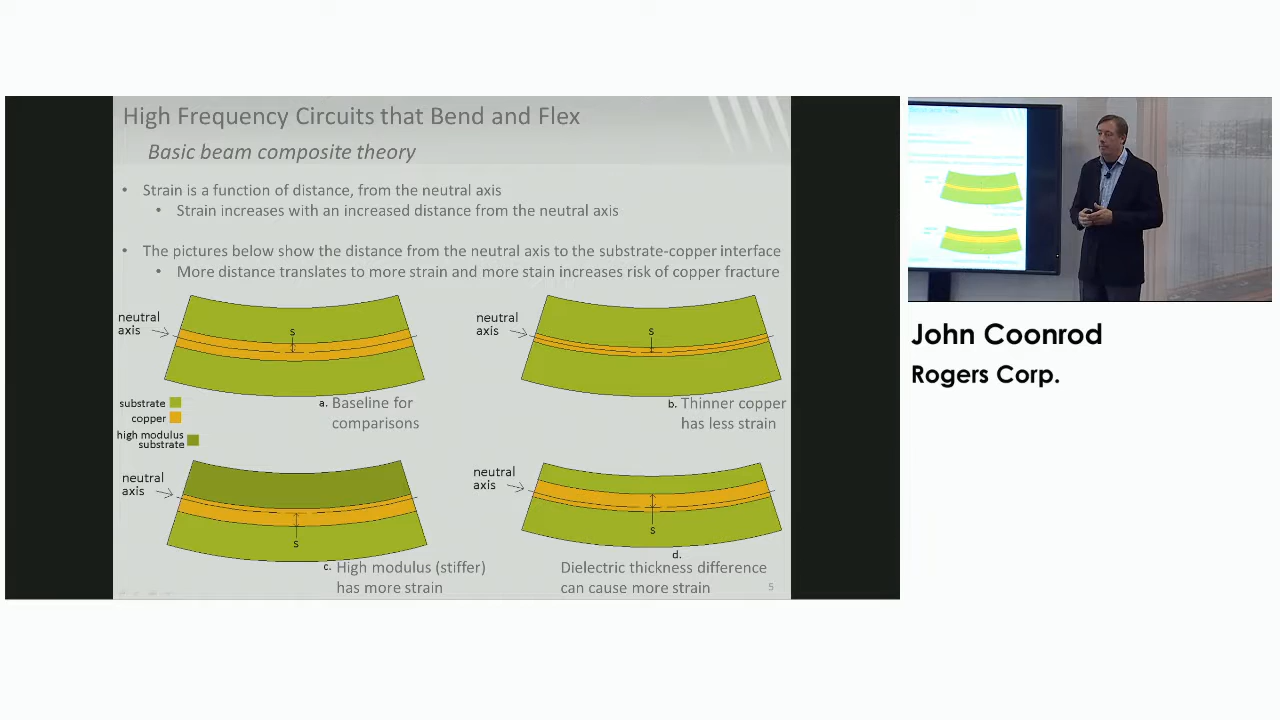 High Frequency Circuits that Bend and Flex
Basic beam composite theory
• Strain is a function of distance, from the neutral axis
• Strain increases with an increased distance from the neutral axis
• The pictures below show the distance from the neutral axis to the substrate-copper interface
• More distance translates to more strain and more stain increases risk of copper fracture
neutral
axis
s
neutral
axis
s
substrate
copper
high modulus
substrate
a. Baseline for
comparisons
b. Thinner copper
has less strain
neutral
axis
s
neutral
axis
s
c. High modulus (stiffer)
has more strain
d.
Dielectric thickness difference
can cause more strain
5
John Coonrod
Rogers Corp.